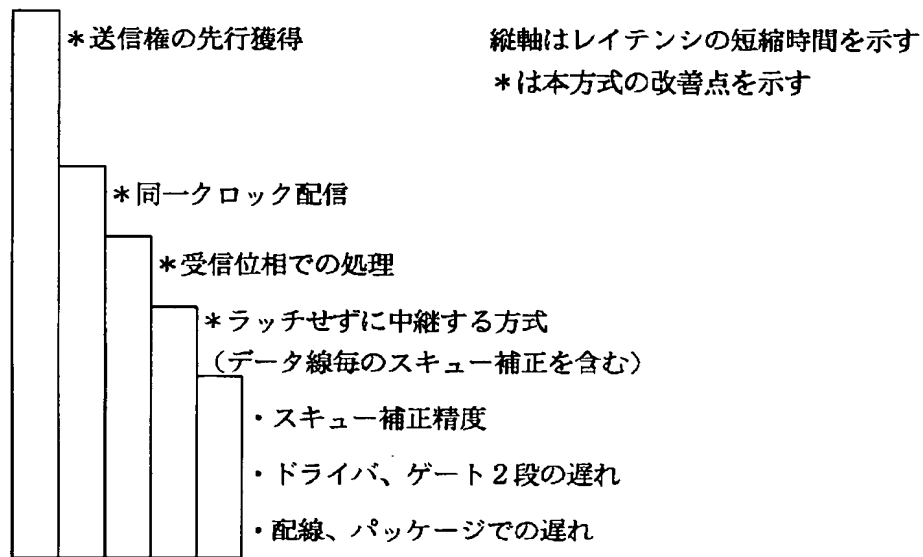 ＊送信権の先行獲得
縦軸はレイテンシの短縮時間を示す
＊は本方式の改善点を示す
＊同一クロック配信
＊受信位相での処理
＊ラッチせずに中継する方式
（データ線毎のスキュー補正を含む）
・スキュー補正精度
・ドライバ、ゲート２段の遅れ
・配線、パッケージでの遅れ